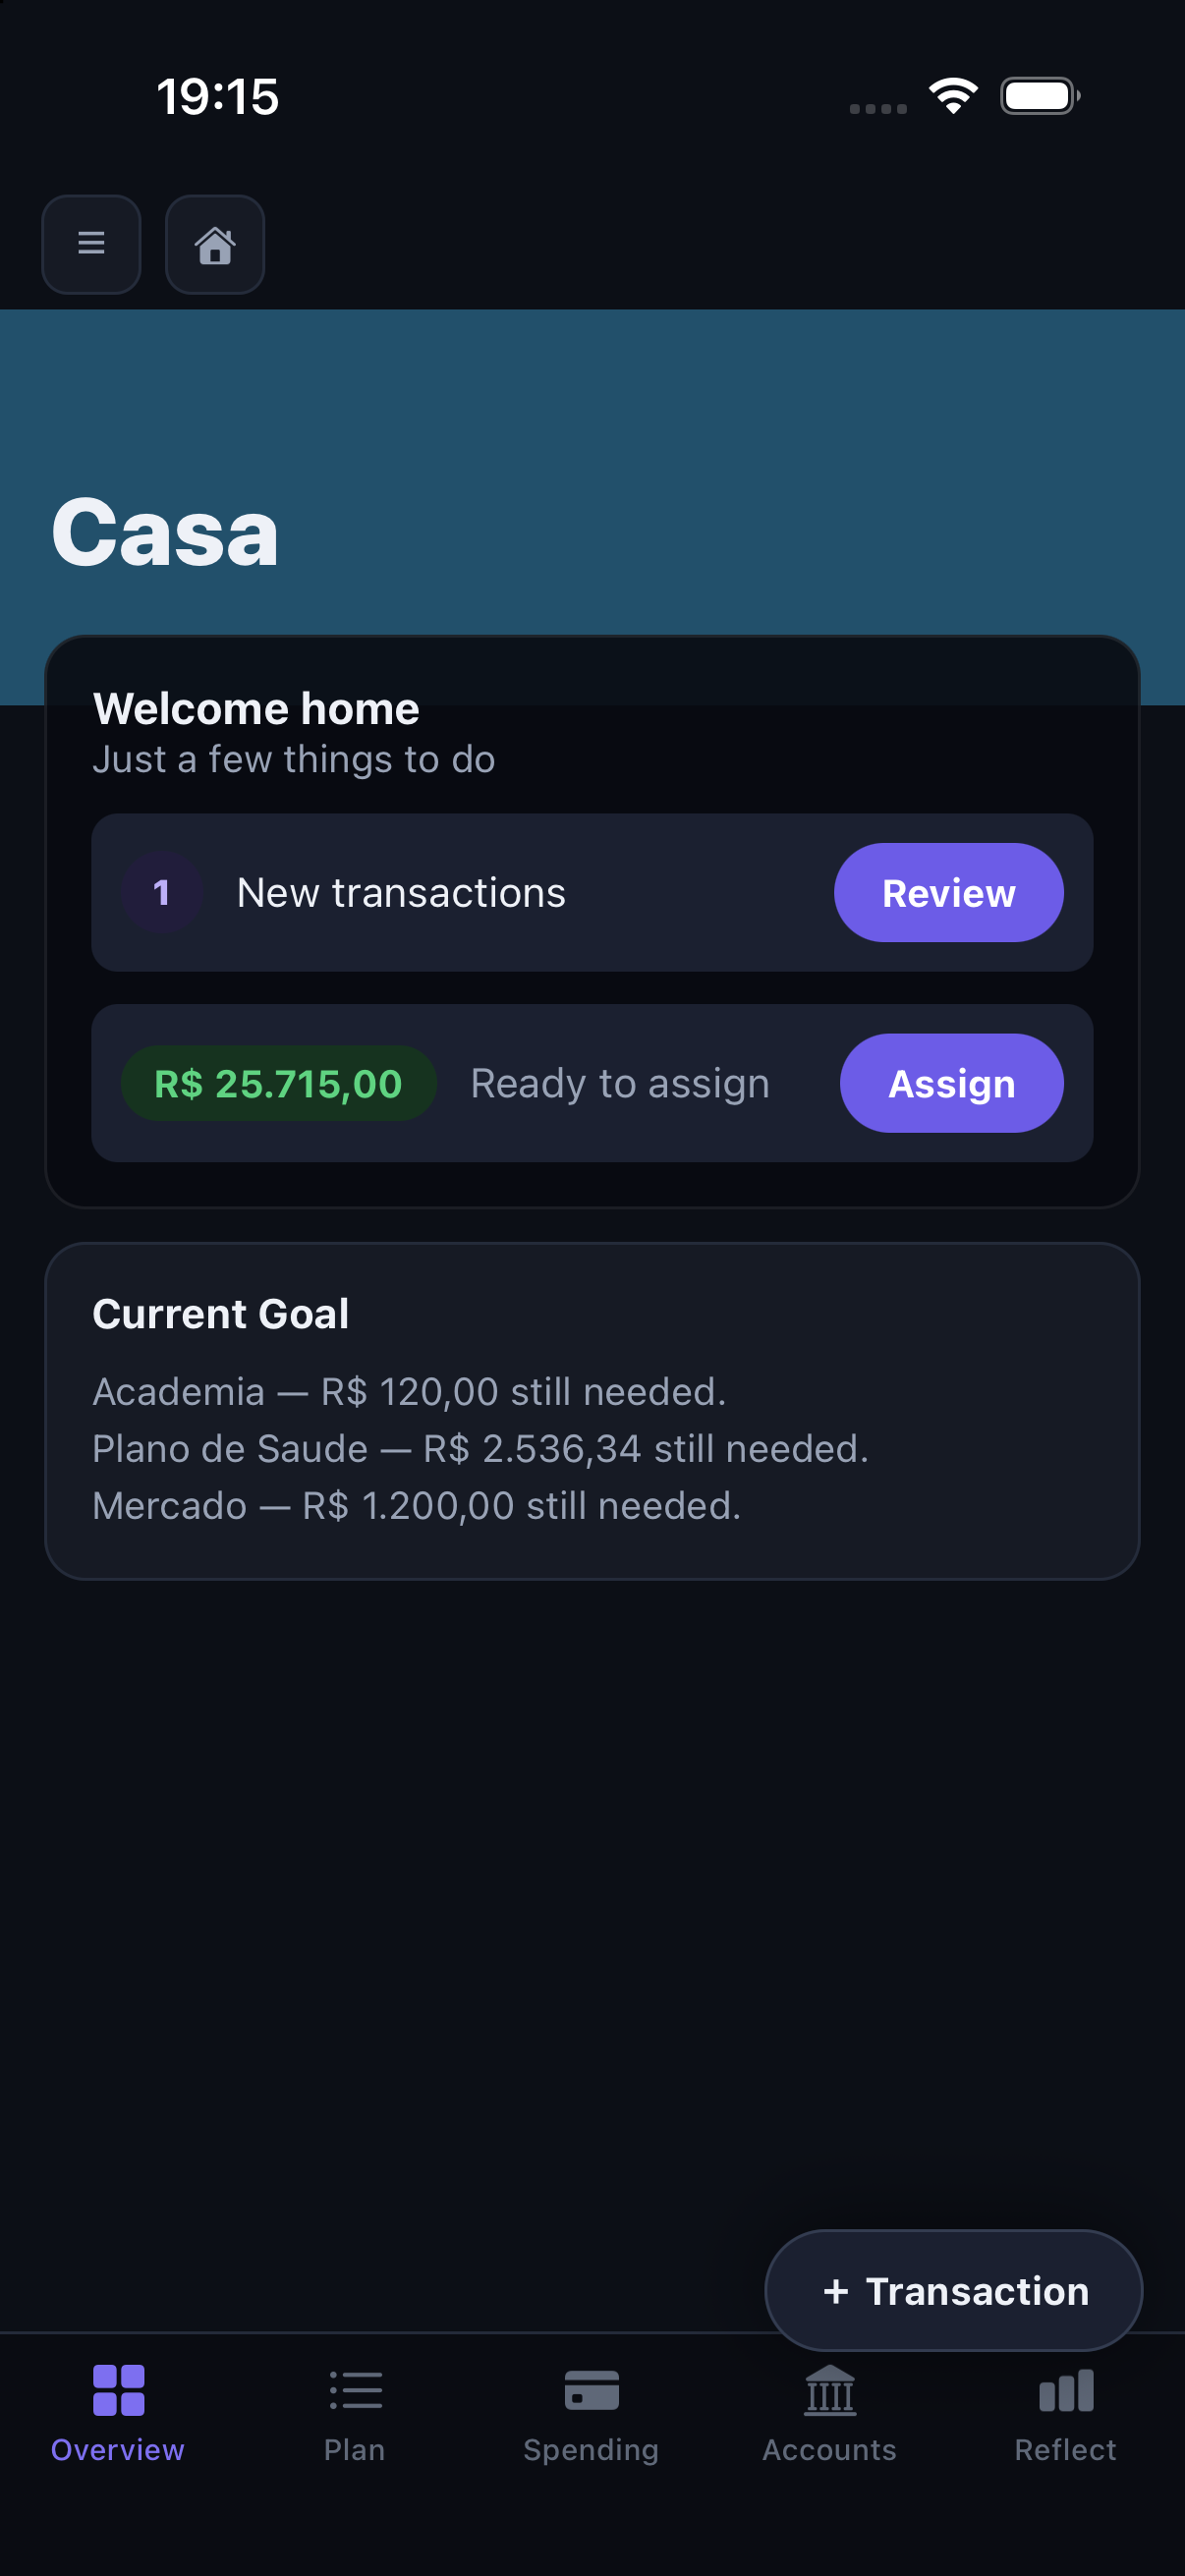 19:15
Casa
Welcome home
Just a few things to do
1 New transactions Review
R$ 25.715,00 Ready to assign Assign
Current Goal
Academia — R$ 120,00 still needed.
Plano de Saude — R$ 2.536,34 still needed.
Mercado — R$ 1.200,00 still needed.
+ Transaction
Overview Plan Spending Accounts Reflect